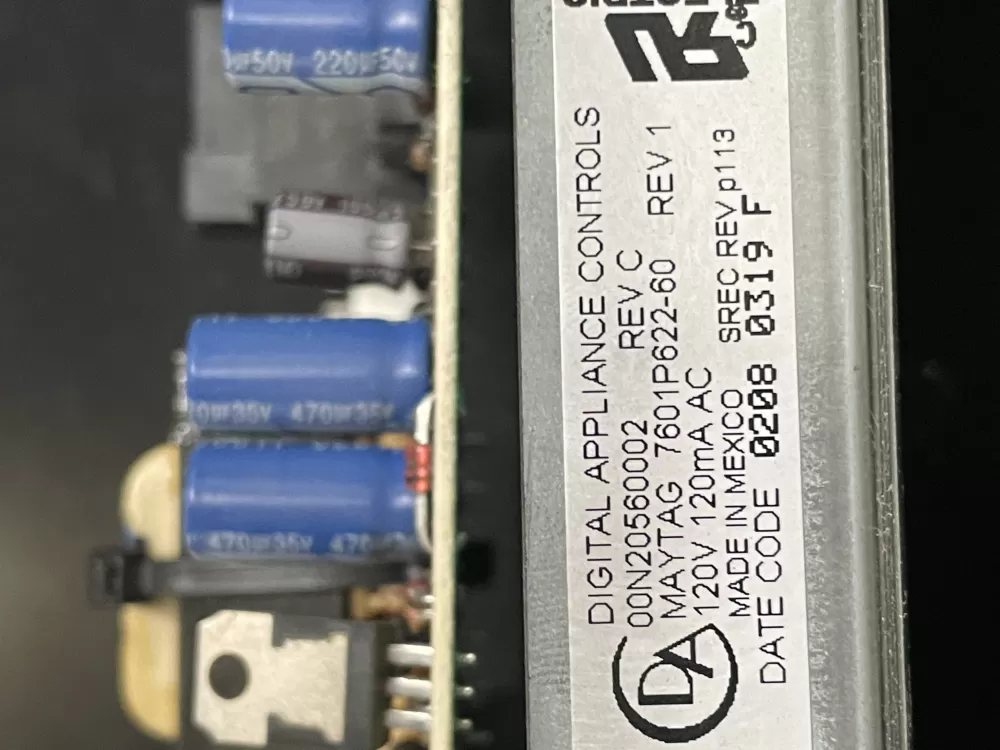 DIGITAL APPLIANCE CONTROLS
00N20560002 REV C
MAYTAG 7601P622-60 REV 1
120V 120mA AC
MADE IN MEXICO SREC REV p113
DATE CODE 0208 0319 F
DA
220µF50V
470µF35V
470µF35V